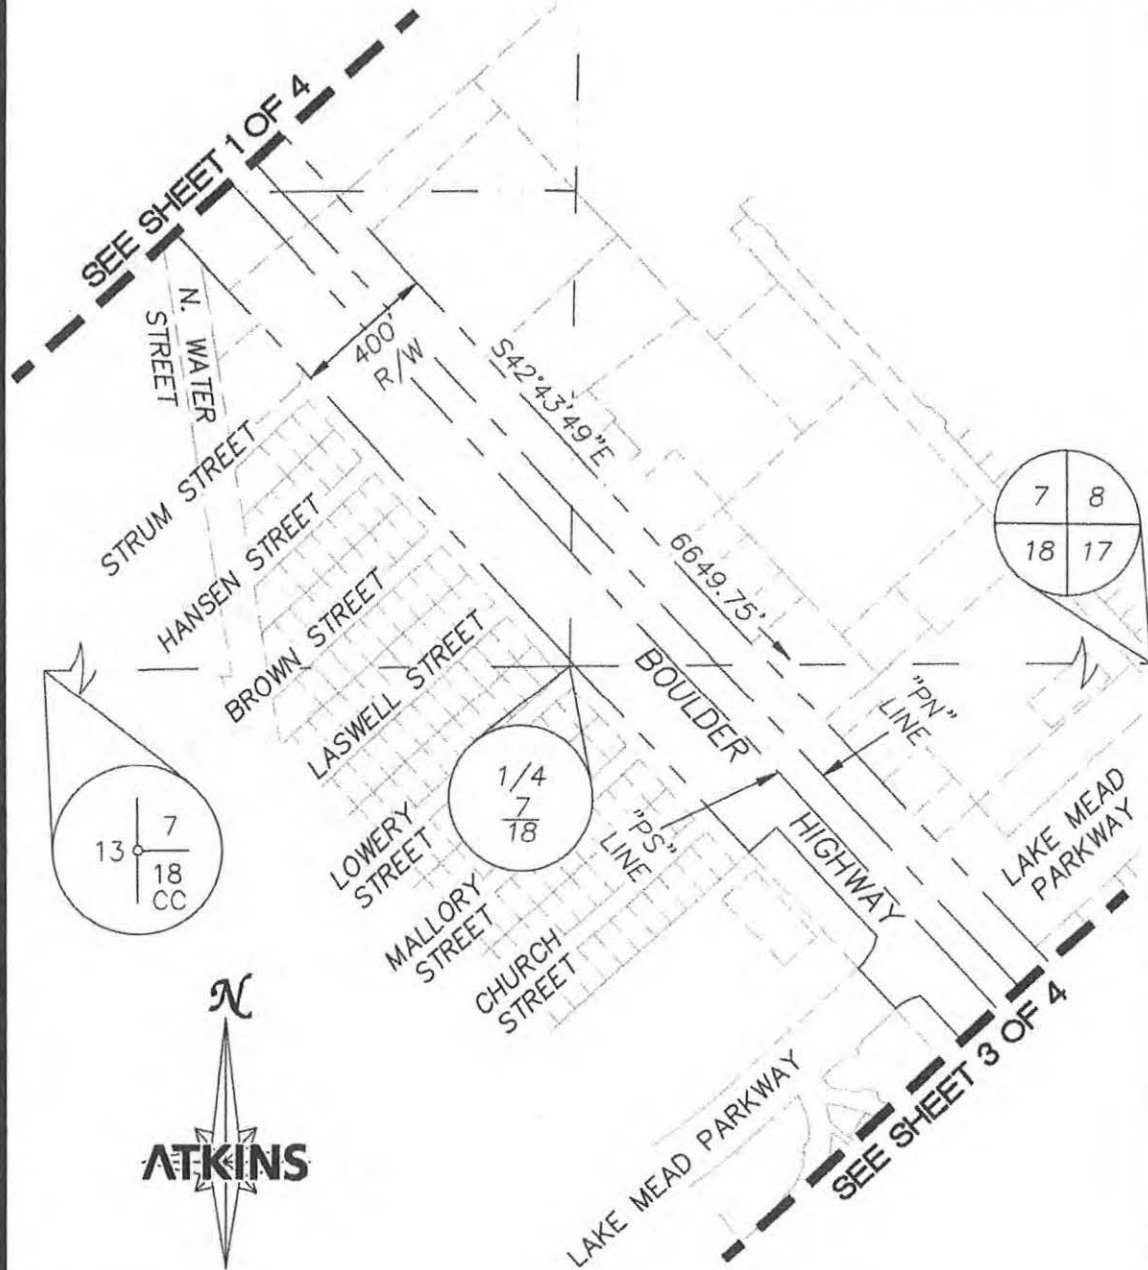 SEE SHEET 1 OF 4
N. WATER
STREET
400'
R/W
S42°43'49"E
STRUM STREET
HANSEN STREET
BROWN STREET
LASWELL STREET
6649.75'
7 8
18 17
BOULDER
HIGHWAY
"PN"
LINE
"PS"
LINE
1/4
7
18
13 7
18
CC
LOWERY
STREET
MALLORY
STREET
CHURCH
STREET
LAKE MEAD
PARKWAY
LAKE MEAD PARKWAY
SEE SHEET 3 OF 4
N
ATKINS